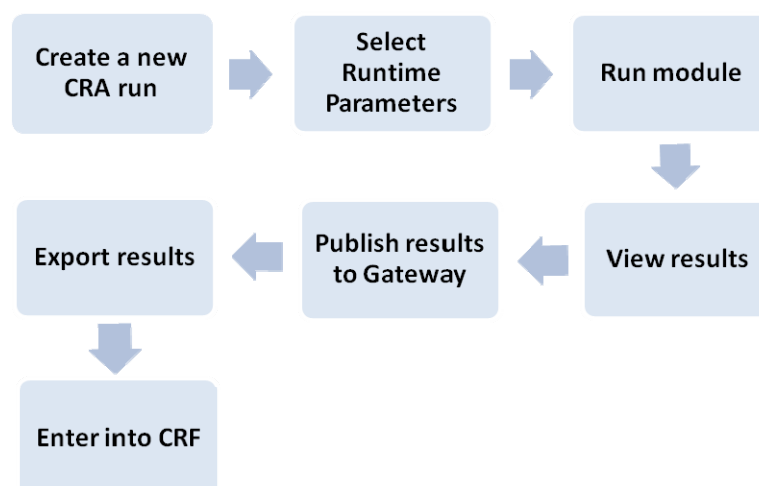 Create a new
CRA run
Select
Runtime
Parameters
Run module
View results
Publish results
to Gateway
Export results
Enter into CRF